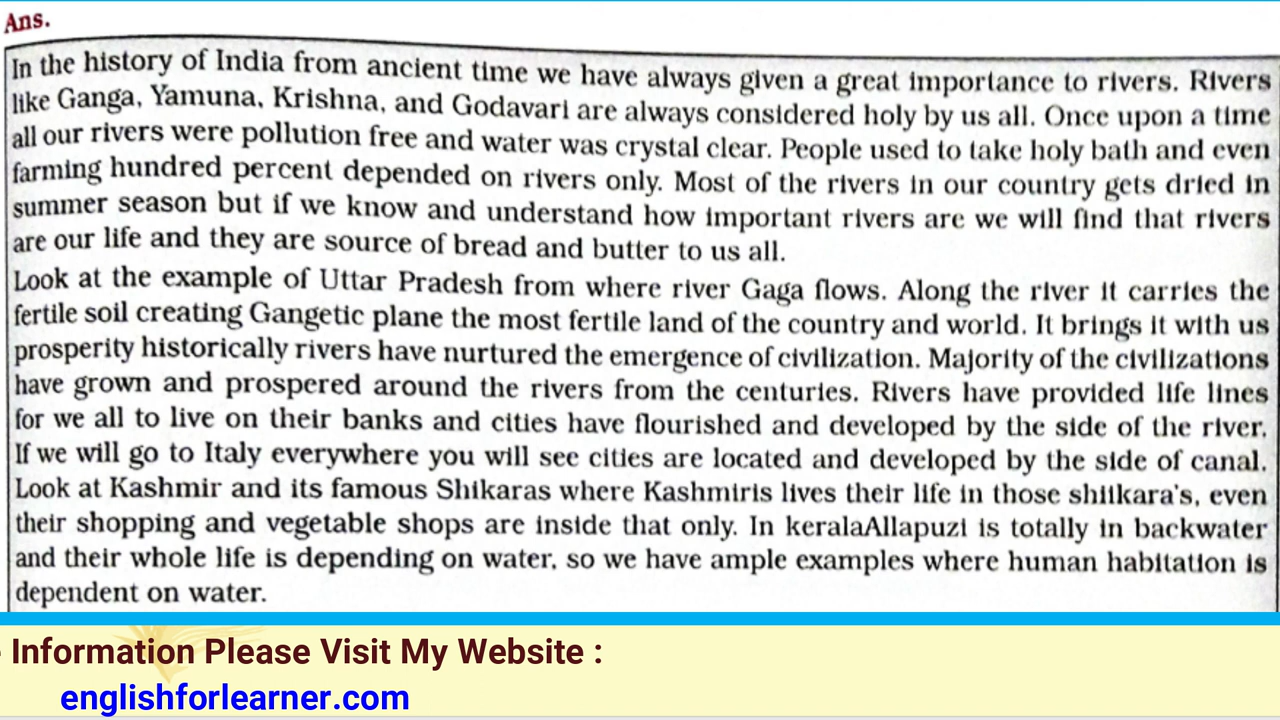 Ans.
In the history of India from ancient time we have always given a great importance to rivers. Rivers
like Ganga, Yamuna, Krishna, and Godavari are always considered holy by us all. Once upon a time
all our rivers were pollution free and water was crystal clear. People used to take holy bath and even
farming hundred percent depended on rivers only. Most of the rivers in our country gets dried in
summer season but if we know and understand how important rivers are we will find that rivers
are our life and they are source of bread and butter to us all.
Look at the example of Uttar Pradesh from where river Gaga flows. Along the river it carries the
fertile soil creating Gangetic plane the most fertile land of the country and world. It brings it with us
prosperity historically rivers have nurtured the emergence of civilization. Majority of the civilizations
have grown and prospered around the rivers from the centuries. Rivers have provided life lines
for we all to live on their banks and cities have flourished and developed by the side of the river.
If we will go to Italy everywhere you will see cities are located and developed by the side of canal.
Look at Kashmir and its famous Shikaras where Kashmiris lives their life in those shiikara's, even
their shopping and vegetable shops are inside that only. In keralaAllapuzi is totally in backwater
and their whole life is depending on water, so we have ample examples where human habitation is
dependent on water.
Information Please Visit My Website :
englishforlearner.com